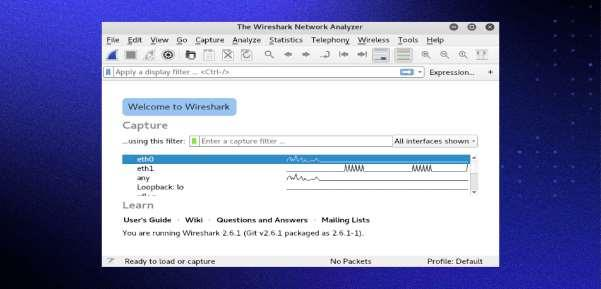 The Wireshark Network Analyzer
File Edit View Go Capture Analyze Statistics Telephony Wireless Tools Help
Apply a display filter ... <Ctrl-/> Expression... +
Welcome to Wireshark
Capture
...using this filter: Enter a capture filter ... All interfaces shown
eth0
eth1
any
Loopback: lo
Learn
User's Guide · Wiki · Questions and Answers · Mailing Lists
You are running Wireshark 2.6.1 (Git v2.6.1 packaged as 2.6.1-1).
Ready to load or capture No Packets Profile: Default